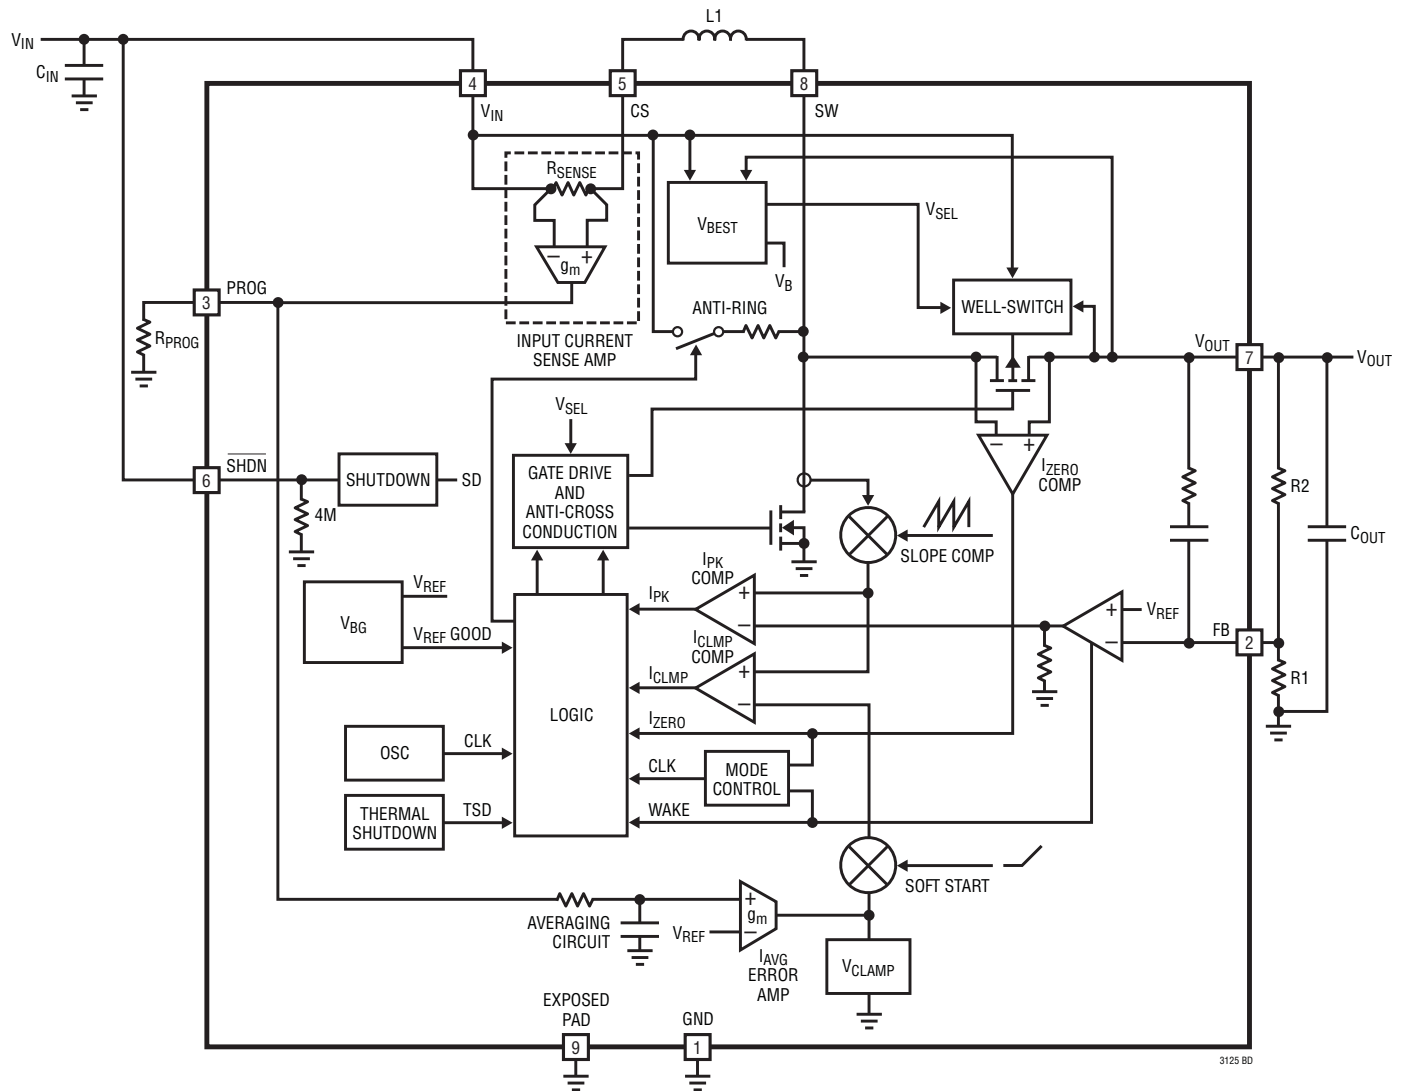 L1
VIN
CIN
4
5
8
VIN
CS
SW
RSENSE
− gm +
INPUT CURRENT
SENSE AMP
VBEST
VSEL
VB
WELL-SWITCH
ANTI-RING
3
PROG
RPROG
VOUT
7
VOUT
VSEL
− +
IZERO
COMP
6
SHDN
SHUTDOWN
SD
4M
GATE DRIVE
AND
ANTI-CROSS
CONDUCTION
SLOPE COMP
R2
COUT
VBG
VREF
VREF GOOD
IPK
COMP
IPK
+
−
ICLMP
COMP
ICLMP
+
−
+
−
VREF
FB
2
R1
LOGIC
IZERO
OSC
CLK
CLK
MODE
CONTROL
THERMAL
SHUTDOWN
TSD
WAKE
SOFT START
AVERAGING
CIRCUIT
VREF
+
gm
−
IAVG
ERROR
AMP
VCLAMP
EXPOSED
PAD
9
GND
1
3125 BD